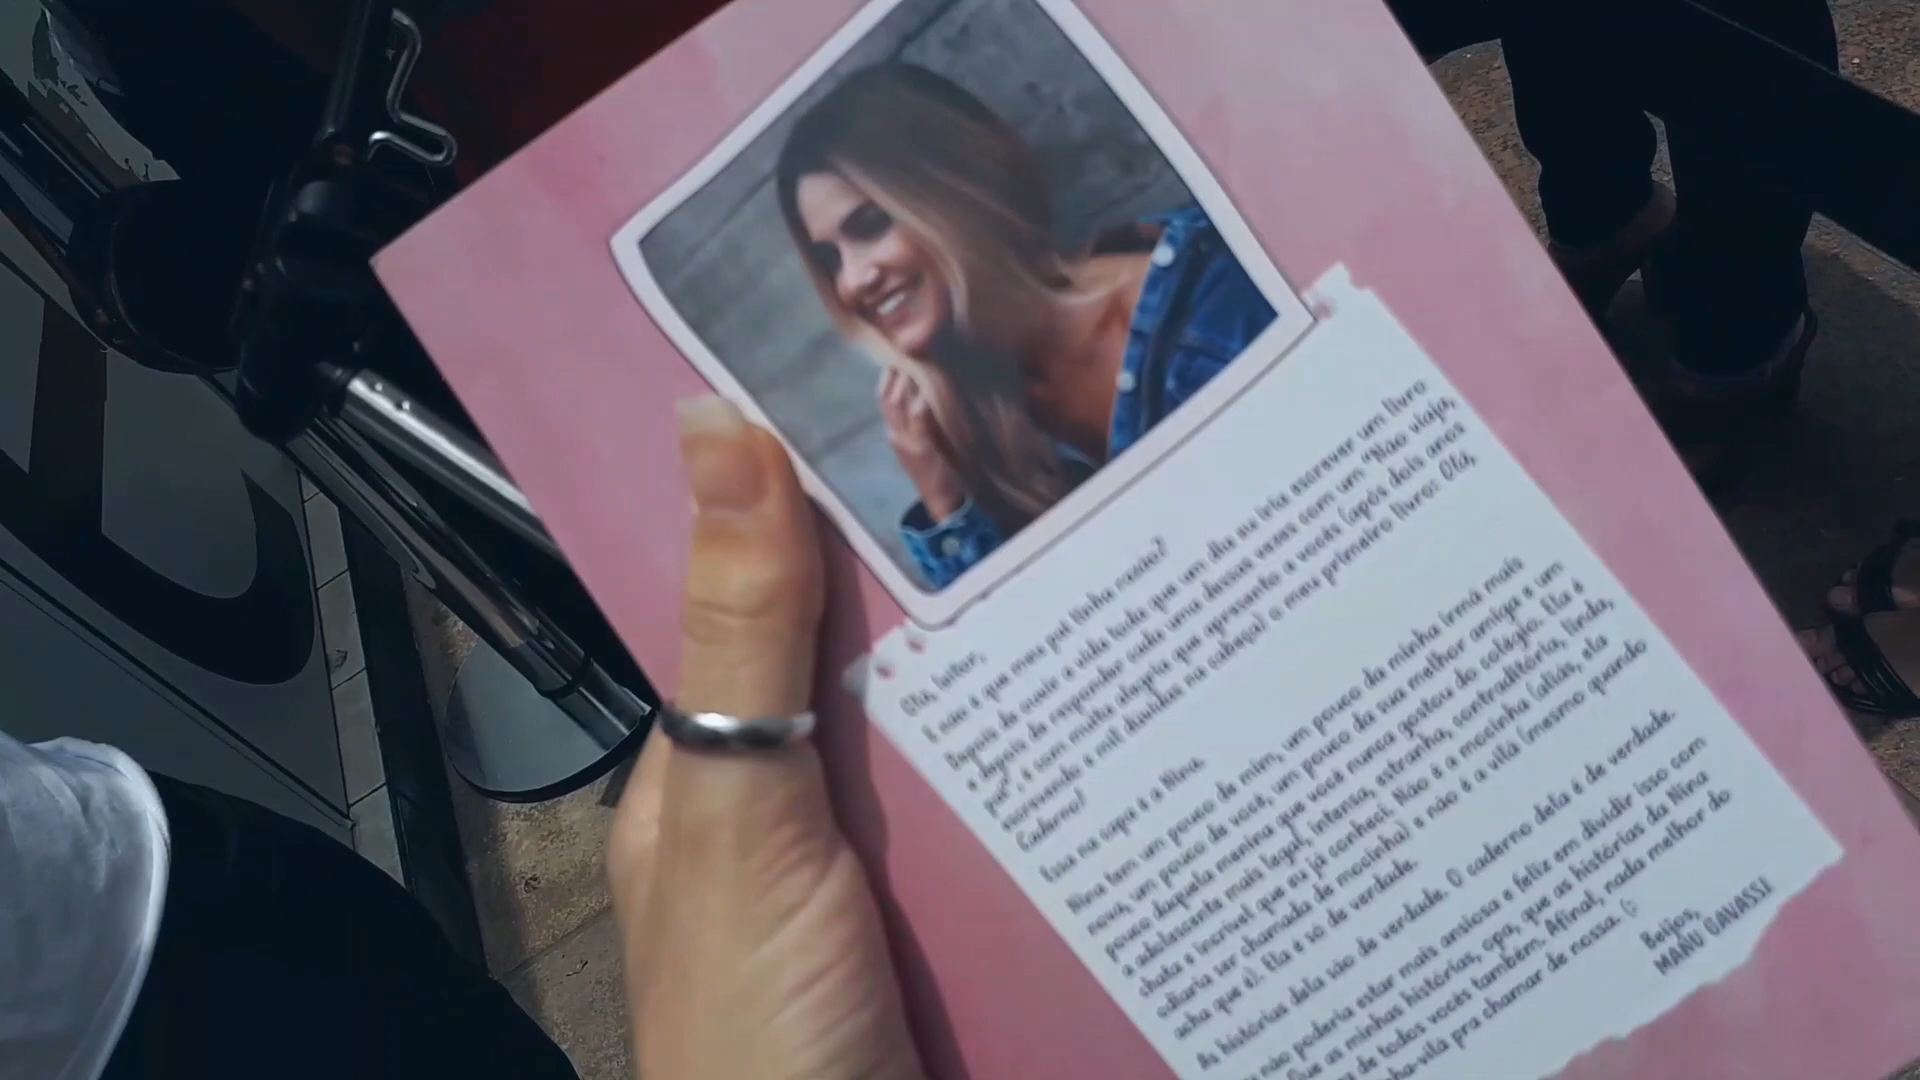 Olá, leitor,
E não é que meu pai tinha razão?
Depois de ouvir a vida toda que um dia eu iria escrever um livro
e depois de responder cada uma dessas vezes com um "Não viaja,
pai", é com muita alegria que apresento a vocês (após dois anos
escrevendo e mil dúvidas na cabeça) o meu primeiro livro: Olá,
Caderno!
Essa na capa é a Nina.
Nina tem um pouco de mim, um pouco da minha irmã mais
nova, um pouco de você, um pouco da sua melhor amiga e um
pouco daquela menina que você nunca gostou do colégio. Ela é
a adolescente mais legal, intensa, estranha, contraditória, linda,
chata e incrível que eu já conheci. Não é a mocinha (aliás, ela
odiaria ser chamada de mocinha) e não é a vilã (mesmo quando
acha que é). Ela é só de verdade.
As histórias dela são de verdade. O caderno dela é de verdade.
não poderia estar mais ansiosa e feliz em dividir isso com
Que as minhas histórias, opa, que as histórias da Nina
de todos vocês também. Afinal, nada melhor do
-vilã pra chamar de nossa. (:
Beijos,
MANU GAVASSI